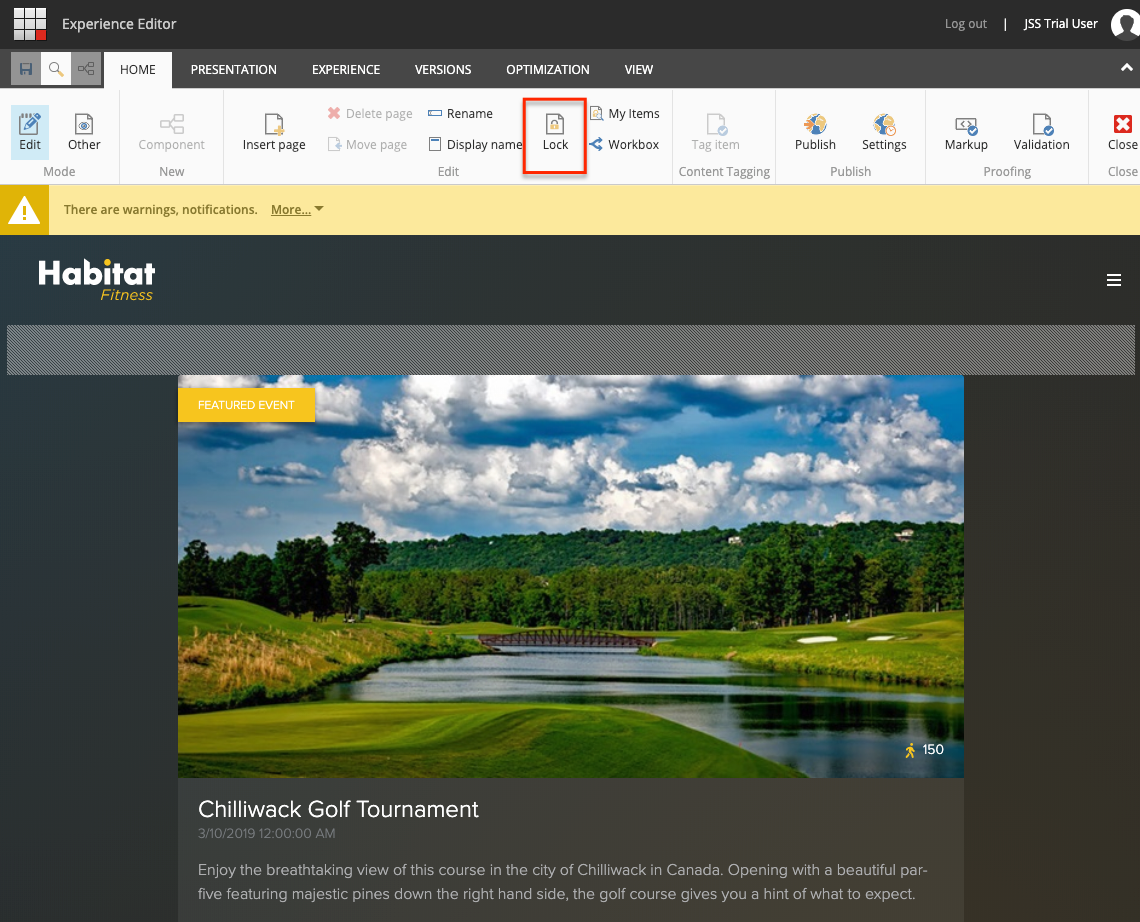 Experience Editor
Log out | JSS Trial User
HOME PRESENTATION EXPERIENCE VERSIONS OPTIMIZATION VIEW
Delete page Rename My Items
Edit Other Component Insert page Move page Display name Lock Workbox Tag item Publish Settings Markup Validation Close
Mode New Edit Content Tagging Publish Proofing Close
There are warnings, notifications. More...
Habitat
Fitness
FEATURED EVENT
150
Chilliwack Golf Tournament
3/10/2019 12:00:00 AM
Enjoy the breathtaking view of this course in the city of Chilliwack in Canada. Opening with a beautiful par-
five featuring majestic pines down the right hand side, the golf course gives you a hint of what to expect.